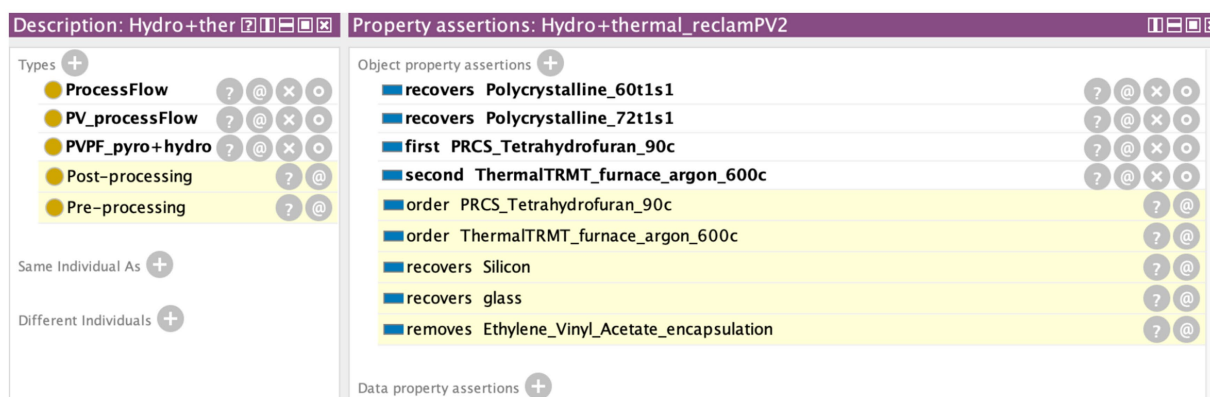 Description: Hydro+ther
Property assertions: Hydro+thermal_reclamPV2
Types
ProcessFlow
PV_processFlow
PVPF_pyro+hydro
Post-processing
Pre-processing
Same Individual As
Different Individuals
Object property assertions
recovers Polycrystalline_60t1s1
recovers Polycrystalline_72t1s1
first PRCS_Tetrahydrofuran_90c
second ThermalTRMT_furnace_argon_600c
order PRCS_Tetrahydrofuran_90c
order ThermalTRMT_furnace_argon_600c
recovers Silicon
recovers glass
removes Ethylene_Vinyl_Acetate_encapsulation
Data property assertions